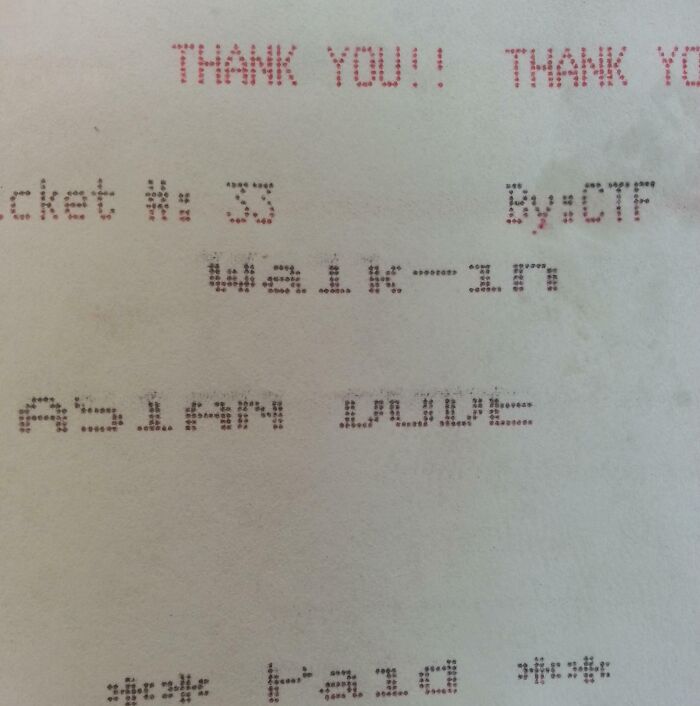 THANK YOU!! THANK YO
cket #: 33 By:CTF
Walk-in
ASIAN DUDE
** Paid **